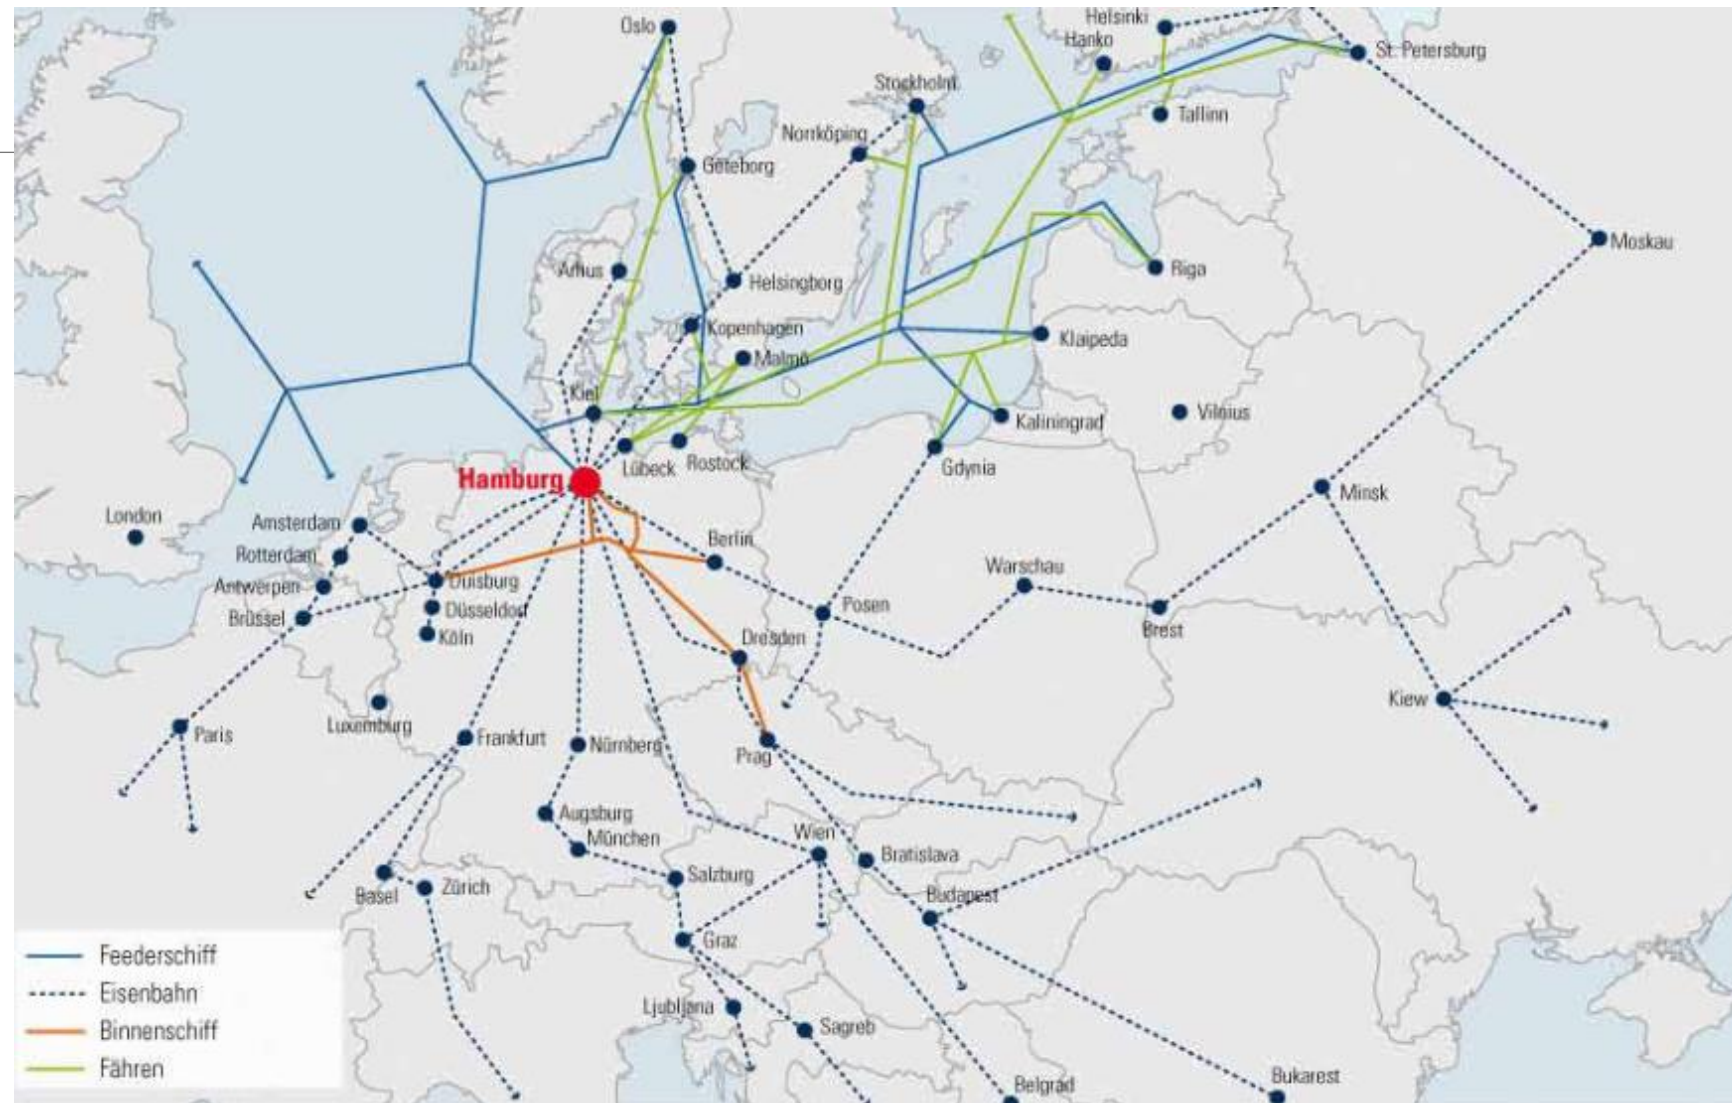 Oslo
Helsinki
Hanko
St. Petersburg
Stockholm
Tallinn
Norrköping
Göteborg
Moskau
Arhus
Helsingborg
Riga
Kopenhagen
Klaipeda
Malmö
Kiel
Vilnius
Kaliningrad
Lübeck
Rostock
Gdynia
Hamburg
Minsk
London
Amsterdam
Berlin
Rotterdam
Warschau
Antwerpen
Duisburg
Posen
Düsseldorf
Brüssel
Brest
Köln
Dresden
Kiew
Luxemburg
Paris
Frankfurt
Nürnberg
Prag
Augsburg
Wien
München
Bratislava
Salzburg
Zürich
Basel
Budapest
Graz
Feederschiff
Eisenbahn
Ljubljana
Binnenschiff
Sagreb
Fähren
Belgrad
Bukarest